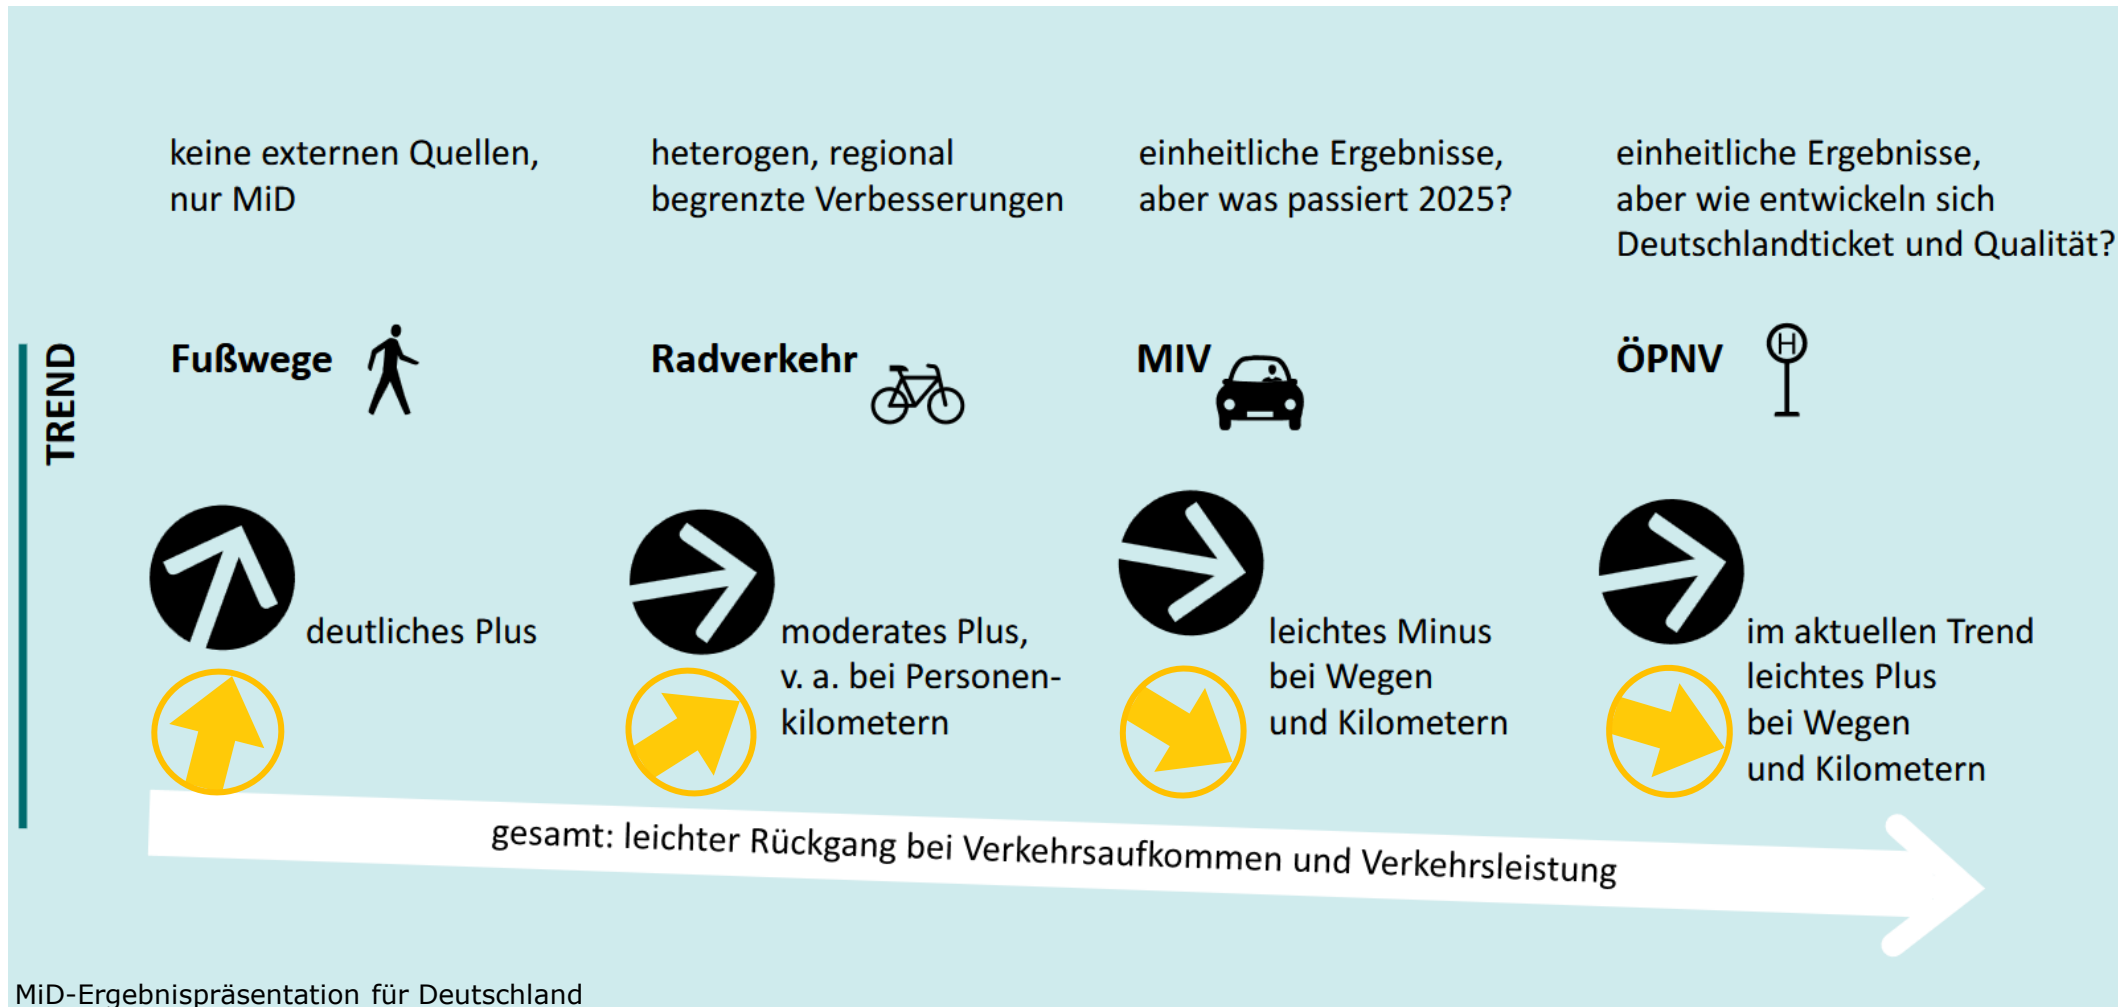 keine externen Quellen,
nur MiD
heterogen, regional
begrenzte Verbesserungen
einheitliche Ergebnisse,
aber was passiert 2025?
einheitliche Ergebnisse,
aber wie entwickeln sich
Deutschlandticket und Qualität?
TREND
Fußwege
Radverkehr
MIV
ÖPNV
H
deutliches Plus
moderates Plus,
v. a. bei Personen-
kilometern
leichtes Minus
bei Wegen
und Kilometern
im aktuellen Trend
leichtes Plus
bei Wegen
und Kilometern
gesamt: leichter Rückgang bei Verkehrsaufkommen und Verkehrsleistung
MiD-Ergebnispräsentation für Deutschland